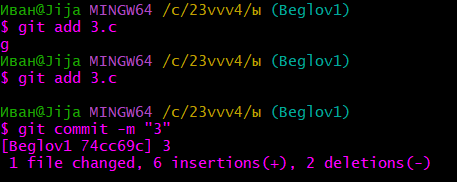 Иван@Jija MINGW64 /c/23vvv4/ы (Beglov1)
$ git add 3.c
g
Иван@Jija MINGW64 /c/23vvv4/ы (Beglov1)
$ git add 3.c
Иван@Jija MINGW64 /c/23vvv4/ы (Beglov1)
$ git commit -m "3"
[Beglov1 74cc69c] 3
 1 file changed, 6 insertions(+), 2 deletions(-)